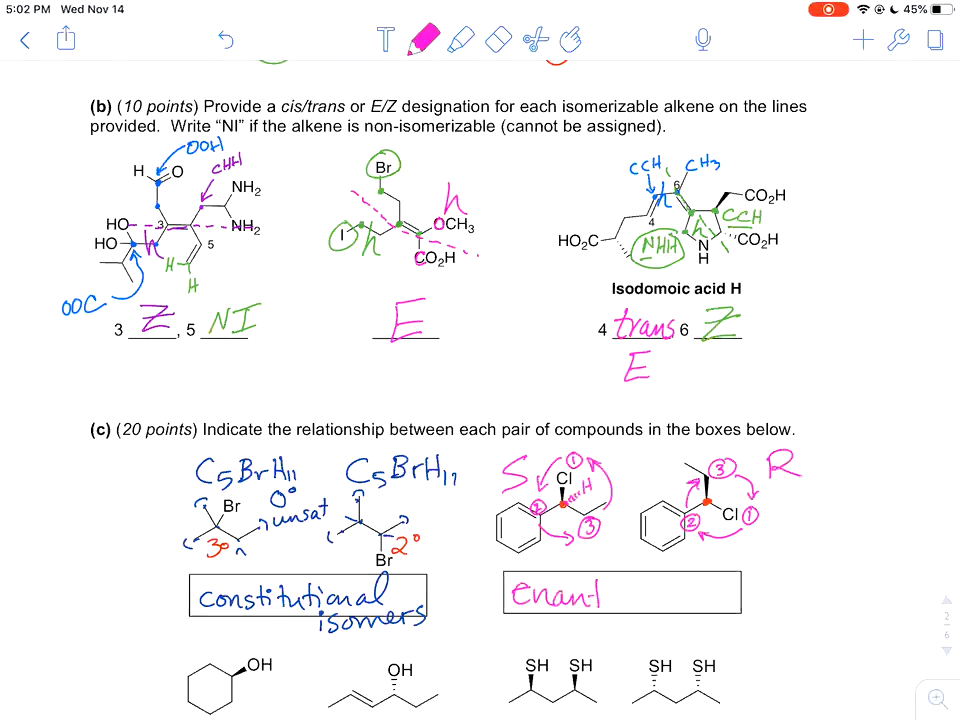 5:02 PM Wed Nov 14
45%
T
(b) (10 points) Provide a cis/trans or E/Z designation for each isomerizable alkene on the lines
provided. Write “NI” if the alkene is non-isomerizable (cannot be assigned).
OOH
H
O
CHH
NH2
HO
3
NH2
HO
h
5
H
H
OOC
3 Z, 5 NI
Br
h
I
h
OCH3
CO2H
E
CCH
CH3
6
h
CO2H
4
CCH
HO2C
NHH
h
N
H
CO2H
Isodomoic acid H
4 trans 6 Z
E
(c) (20 points) Indicate the relationship between each pair of compounds in the boxes below.
C5BrH11
0°
unsat
Br
3°
C5BrH11
2°
Br
S
1
Cl
H
2
3
3
R
2
Cl
1
constitutional
isomers
enant
OH
OH
SH SH
SH SH
2
6